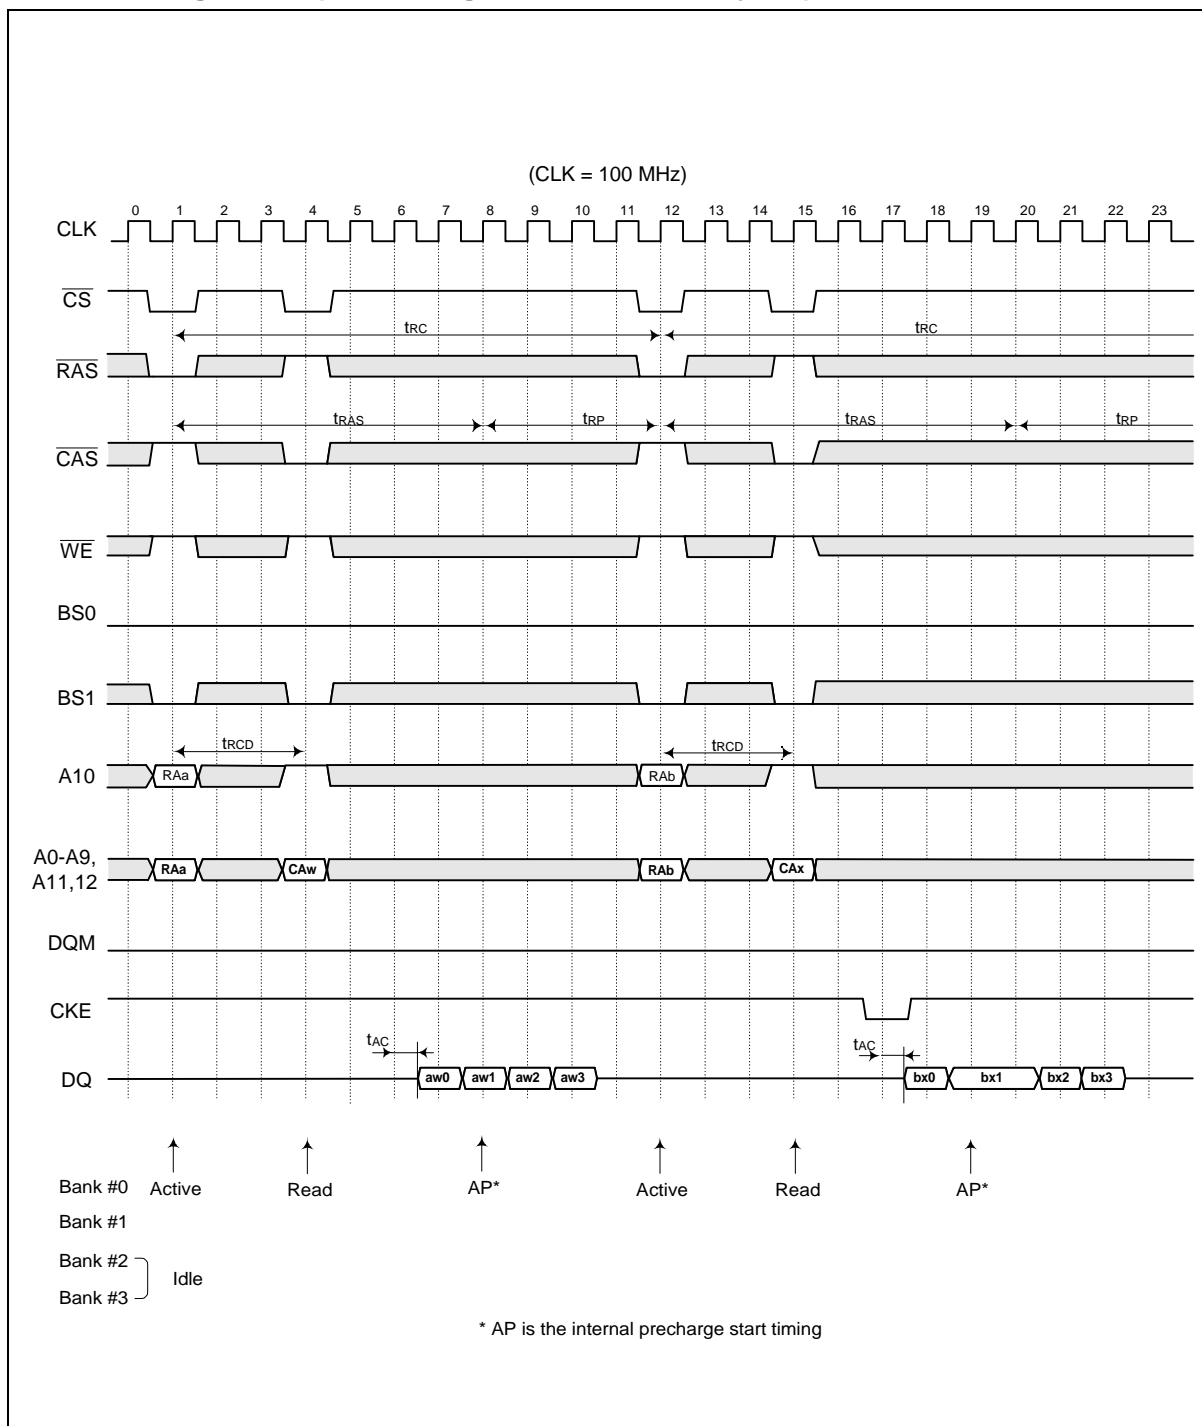 (CLK = 100 MHz)
0 1 2 3 4 5 6 7 8 9 10 11 12 13 14 15 16 17 18 19 20 21 22 23
CLK
CS
tRC tRC
RAS
tRAS tRP tRAS tRP
CAS
WE
BS0
BS1
tRCD tRCD
A10 RAa RAb
A0-A9,
A11,12 RAa CAw RAb CAx
DQM
CKE
tAC tAC
DQ aw0 aw1 aw2 aw3 bx0 bx1 bx2 bx3
Bank #0 Active Read AP* Active Read AP*
Bank #1
Bank #2
Idle
Bank #3
* AP is the internal precharge start timing